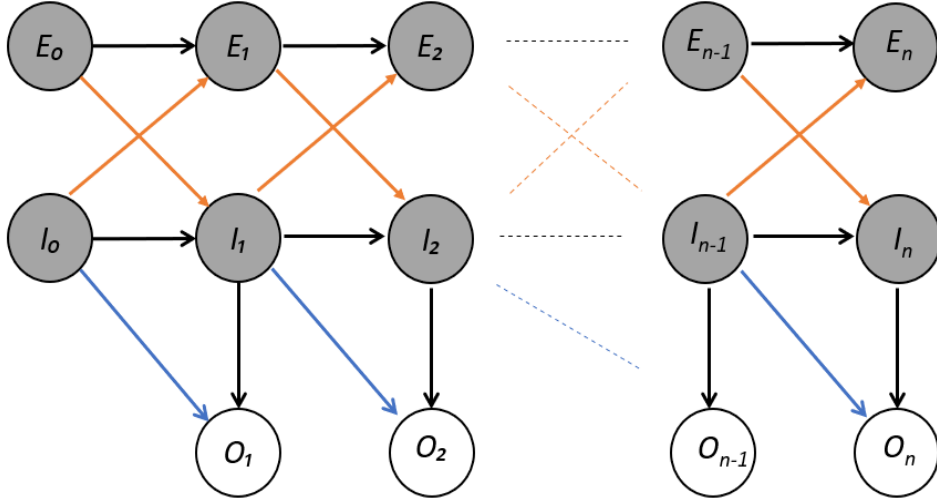 E₀ E₁ E₂ Eₙ₋₁ Eₙ
I₀ I₁ I₂ Iₙ₋₁ Iₙ
O₁ O₂ Oₙ₋₁ Oₙ